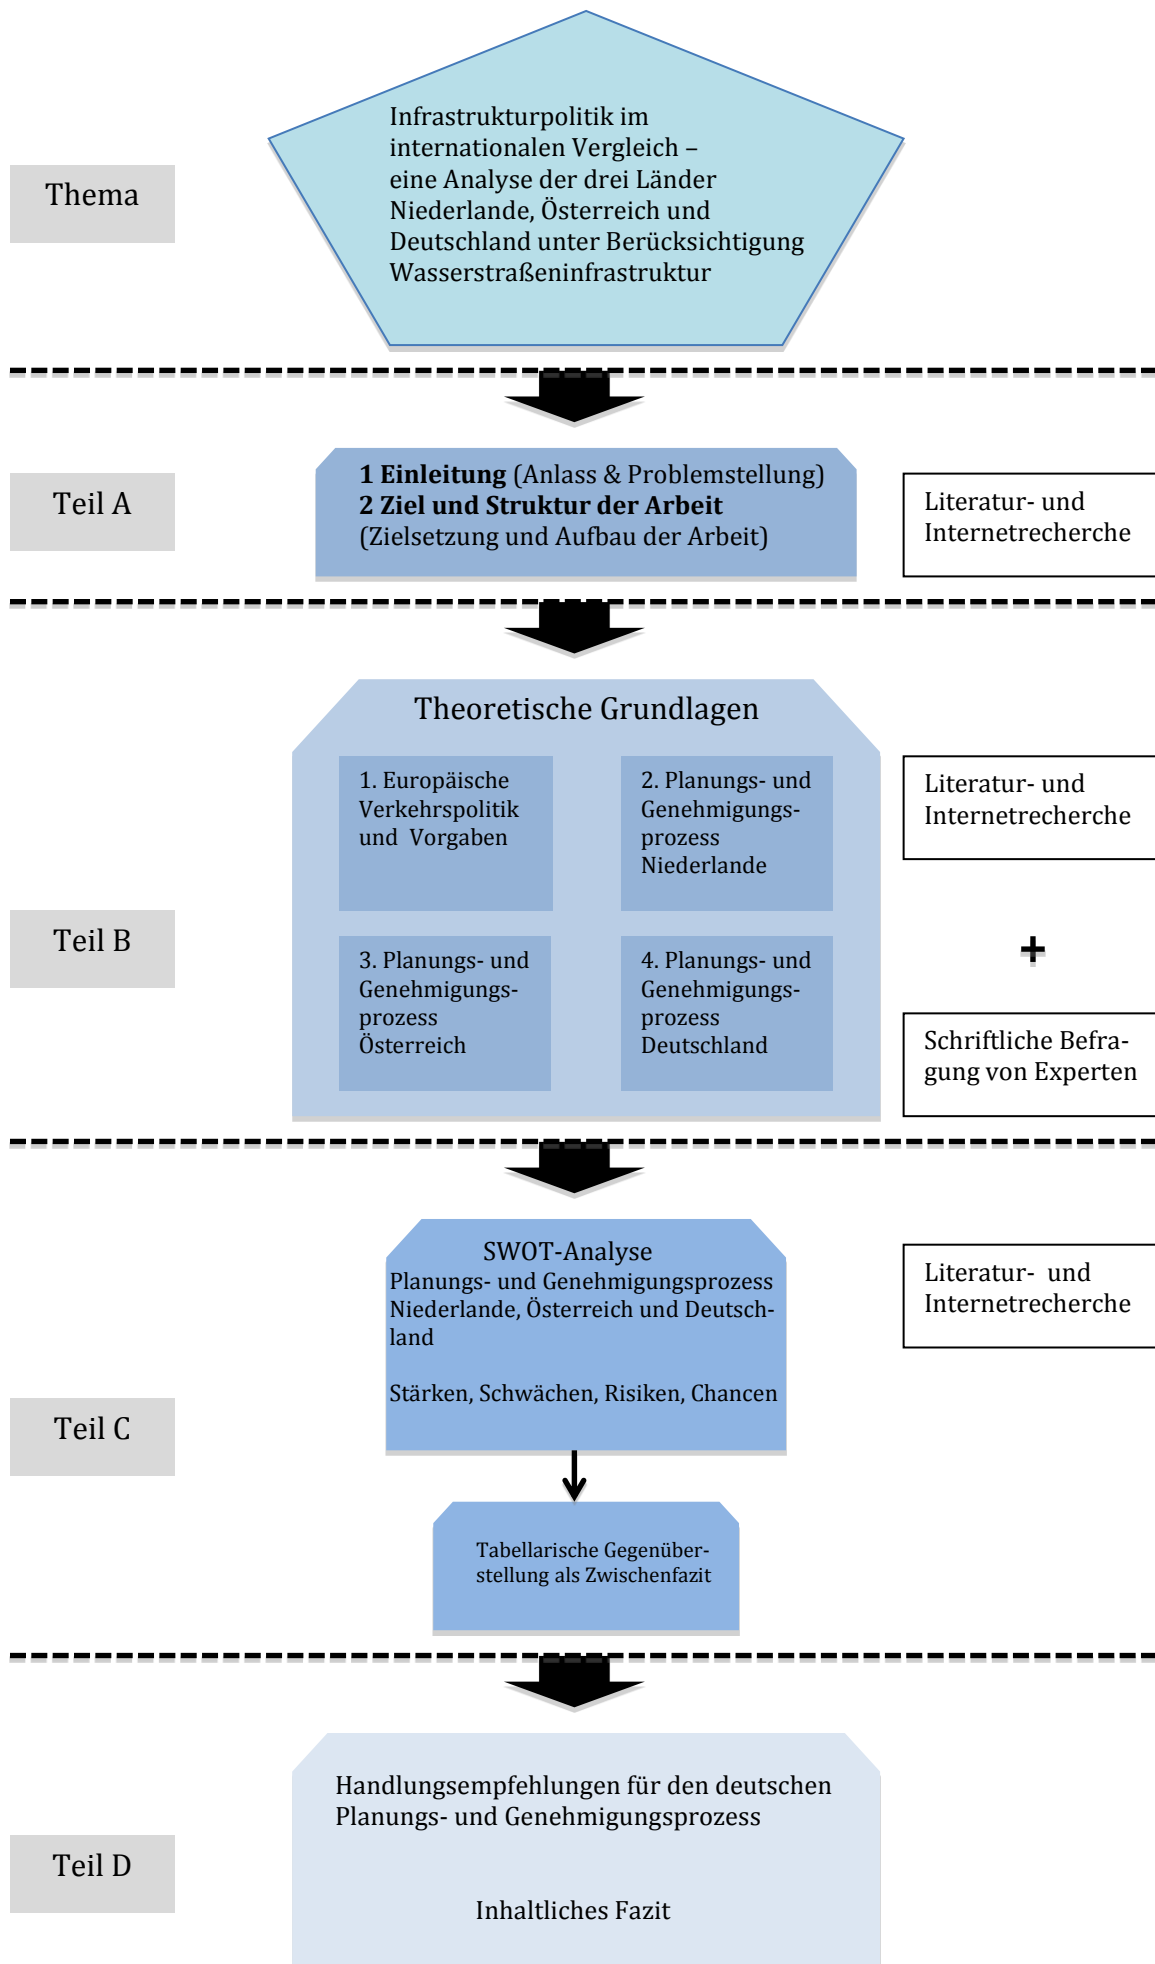 Thema
Infrastrukturpolitik im
internationalen Vergleich –
eine Analyse der drei Länder
Niederlande, Österreich und
Deutschland unter Berücksichtigung
Wasserstraßeninfrastruktur
Teil A
1 Einleitung (Anlass & Problemstellung)
2 Ziel und Struktur der Arbeit
(Zielsetzung und Aufbau der Arbeit)
Literatur- und
Internetrecherche
Teil B
Theoretische Grundlagen
1. Europäische
Verkehrspolitik
und  Vorgaben
2. Planungs- und
Genehmigungs-
prozess
Niederlande
3. Planungs- und
Genehmigungs-
prozess
Österreich
4. Planungs- und
Genehmigungs-
prozess
Deutschland
Literatur- und
Internetrecherche
+
Schriftliche Befra-
gung von Experten
Teil C
SWOT-Analyse
Planungs- und Genehmigungsprozess
Niederlande, Österreich und Deutsch-
land
Stärken, Schwächen, Risiken, Chancen
Literatur-  und
Internetrecherche
Tabellarische Gegenüber-
stellung als Zwischenfazit
Teil D
Handlungsempfehlungen für den deutschen
Planungs- und Genehmigungsprozess
Inhaltliches Fazit